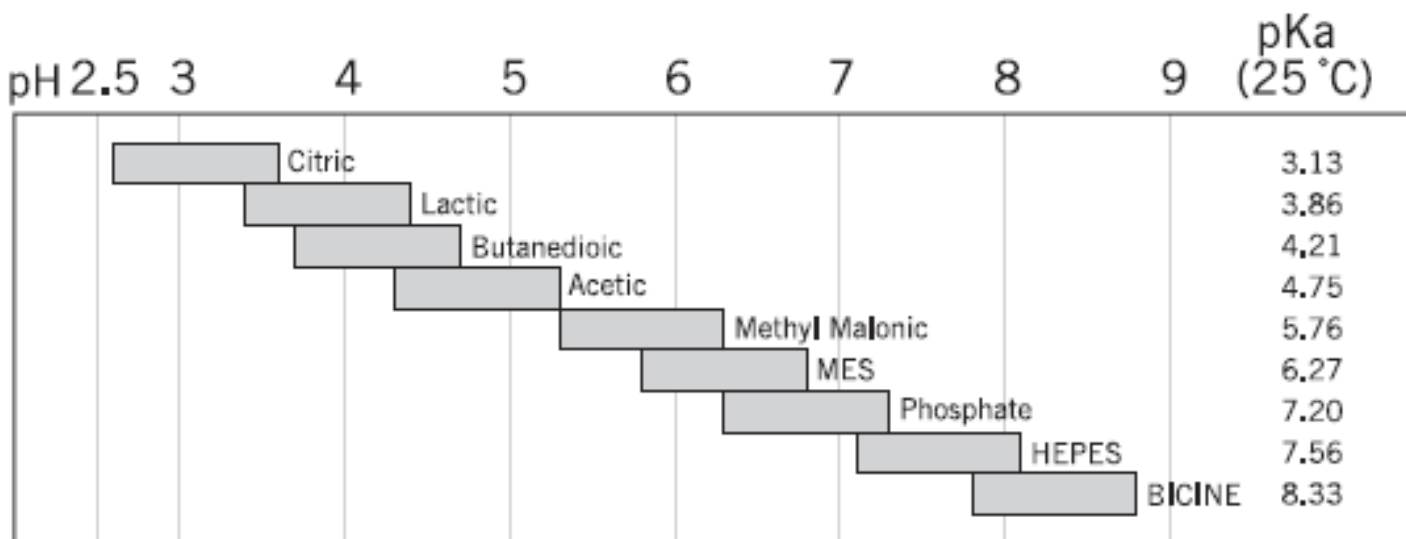 pKa
pH 2.5 3 4 5 6 7 8 9 (25 °C)
Citric 3.13
Lactic 3.86
Butanedioic 4.21
Acetic 4.75
Methyl Malonic 5.76
MES 6.27
Phosphate 7.20
HEPES 7.56
BICINE 8.33